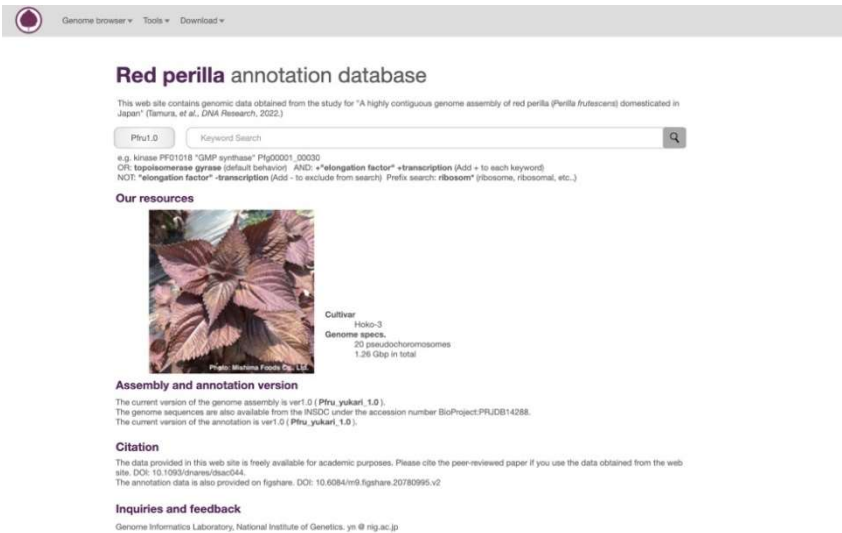 Genome browser ▾ Tools ▾ Download ▾
Red perilla annotation database
This web site contains genomic data obtained from the study for "A highly contiguous genome assembly of red perilla (Perilla frutescens) domesticated in
Japan" (Tamura, et al., DNA Research, 2022.)
Pfru1.0 Keyword Search
e.g. kinase PF01018 "GMP synthase" Pfg00001_00030
OR: topoisomerase gyrase (default behavior) AND: +"elongation factor" +transcription (Add + to each keyword)
NOT: "elongation factor" -transcription (Add - to exclude from search) Prefix search: ribosom* (ribosome, ribosomal, etc..)
Our resources
Photo: Mishima Foods Co., Ltd.
Cultivar
Hoko-3
Genome specs.
20 pseudochoromosomes
1.26 Gbp in total
Assembly and annotation version
The current version of the genome assembly is ver1.0 ( Pfru_yukari_1.0 ).
The genome sequences are also available from the INSDC under the accession number BioProject:PRJDB14288.
The current version of the annotation is ver1.0 ( Pfru_yukari_1.0 ).
Citation
The data provided in this web site is freely available for academic purposes. Please cite the peer-reviewed paper if you use the data obtained from the web
site. DOI: 10.1093/dnares/dsac044.
The annotation data is also provided on figshare. DOI: 10.6084/m9.figshare.20780995.v2
Inquiries and feedback
Genome Informatics Laboratory, National Institute of Genetics. yn @ nig.ac.jp